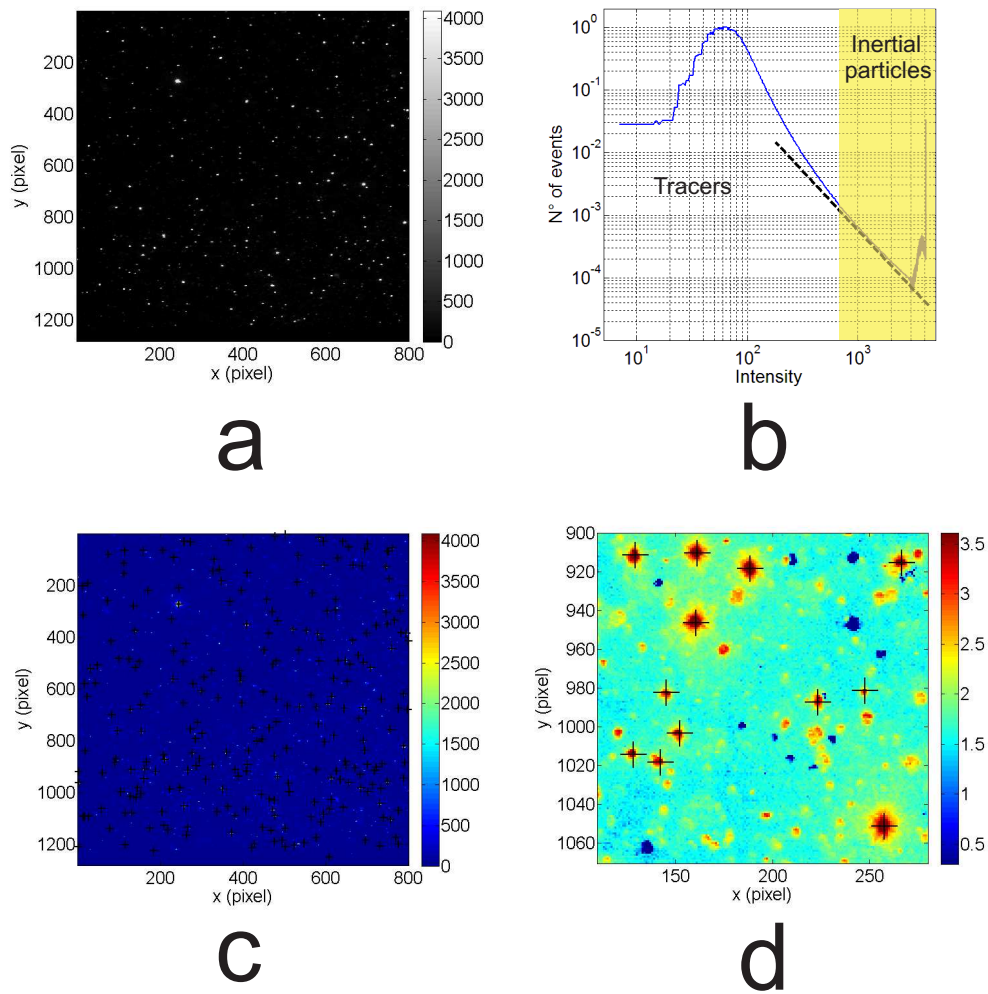 4000
3500
3000
2500
2000
1500
1000
500
0
200
400
600
800
1000
1200
y (pixel)
200 400 600 800
x (pixel)
a
10^0
10^-1
10^-2
10^-3
10^-4
10^-5
N° of events
Inertial
particles
Tracers
10^1 10^2 10^3
Intensity
b
4000
3500
3000
2500
2000
1500
1000
500
0
200
400
600
800
1000
1200
y (pixel)
200 400 600 800
x (pixel)
c
900
920
940
960
980
1000
1020
1040
1060
y (pixel)
3.5
3
2.5
2
1.5
1
0.5
150 200 250
x (pixel)
d